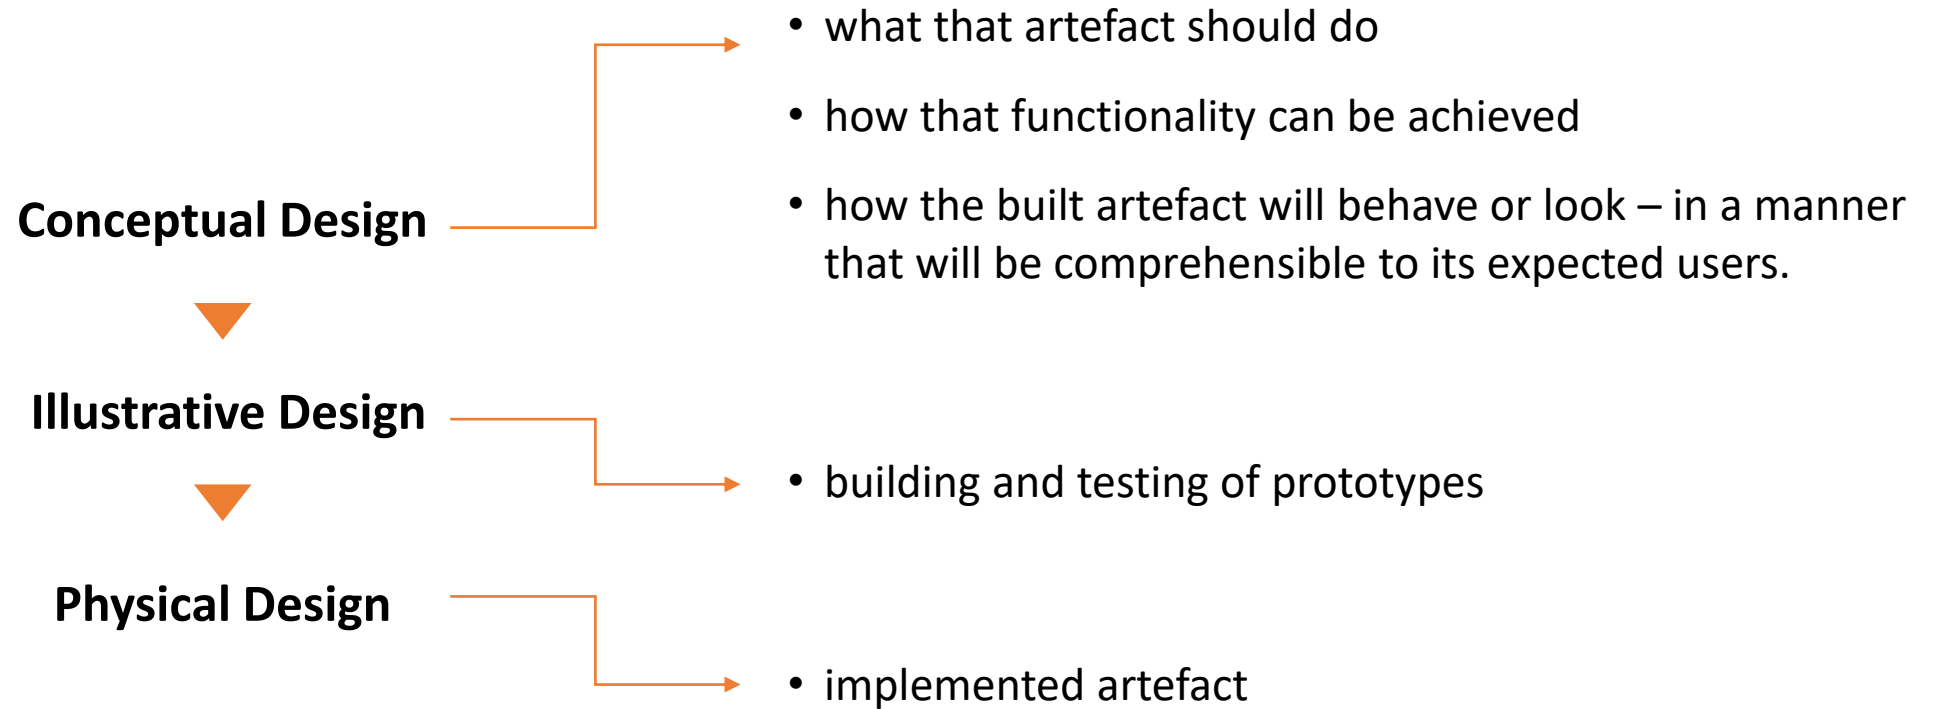 • what that artefact should do
• how that functionality can be achieved
Conceptual Design
• how the built artefact will behave or look – in a manner
that will be comprehensible to its expected users.
Illustrative Design
• building and testing of prototypes
Physical Design
• implemented artefact